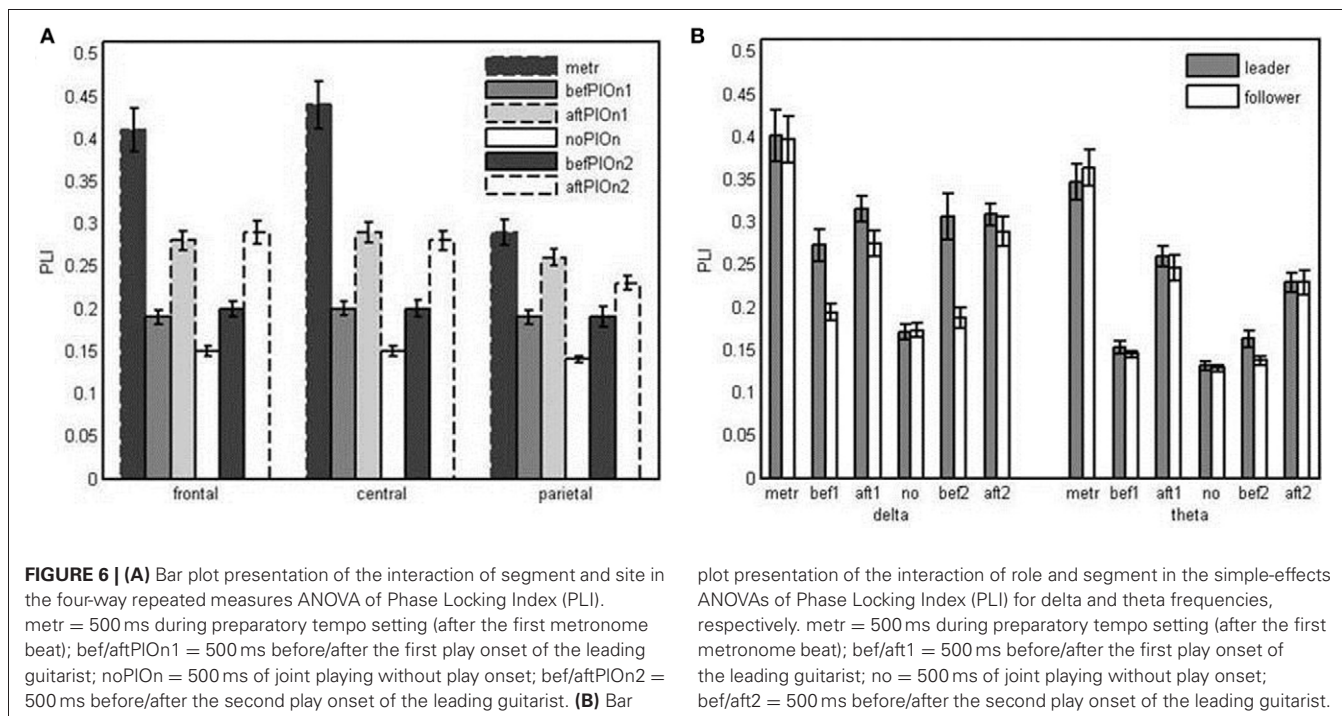 A
B
0.5
0.45
0.4
0.35
0.3
0.25
0.2
0.15
0.1
0.05
0
PLI
metr
befPlOn1
aftPlOn1
noPlOn
befPlOn2
aftPlOn2
frontal central parietal
0.5
0.45
0.4
0.35
0.3
0.25
0.2
0.15
0.1
0.05
0
PLI
leader
follower
metr bef1 aft1 no bef2 aft2 metr bef1 aft1 no bef2 aft2
delta theta
FIGURE 6 | (A) Bar plot presentation of the interaction of segment and site in
the four-way repeated measures ANOVA of Phase Locking Index (PLI).
metr = 500 ms during preparatory tempo setting (after the first metronome
beat); bef/aftPlOn1 = 500 ms before/after the first play onset of the leading
guitarist; noPlOn = 500 ms of joint playing without play onset; bef/aftPlOn2 =
500 ms before/after the second play onset of the leading guitarist. (B) Bar
plot presentation of the interaction of role and segment in the simple-effects
ANOVAs of Phase Locking Index (PLI) for delta and theta frequencies,
respectively. metr = 500 ms during preparatory tempo setting (after the first
metronome beat); bef/aft1 = 500 ms before/after the first play onset of
the leading guitarist; no = 500 ms of joint playing without play onset;
bef/aft2 = 500 ms before/after the second play onset of the leading guitarist.